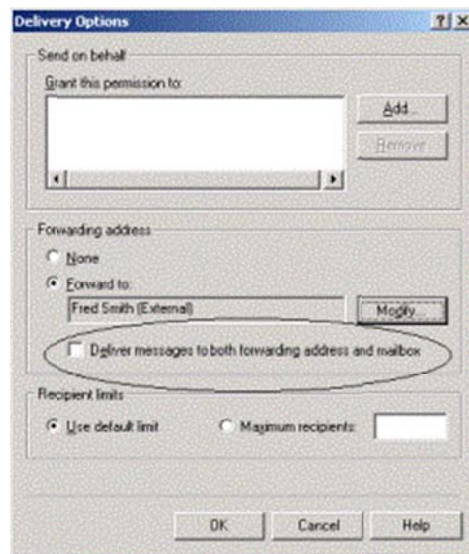 Delivery Options
Send on behalf
Grant this permission to:
Add...
Remove
Forwarding address
None
Forward to:
Fred Smith (External)
Modify...
Deliver messages to both forwarding address and mailbox
Recipient limits
Use default limit
Maximum recipients:
OK
Cancel
Help